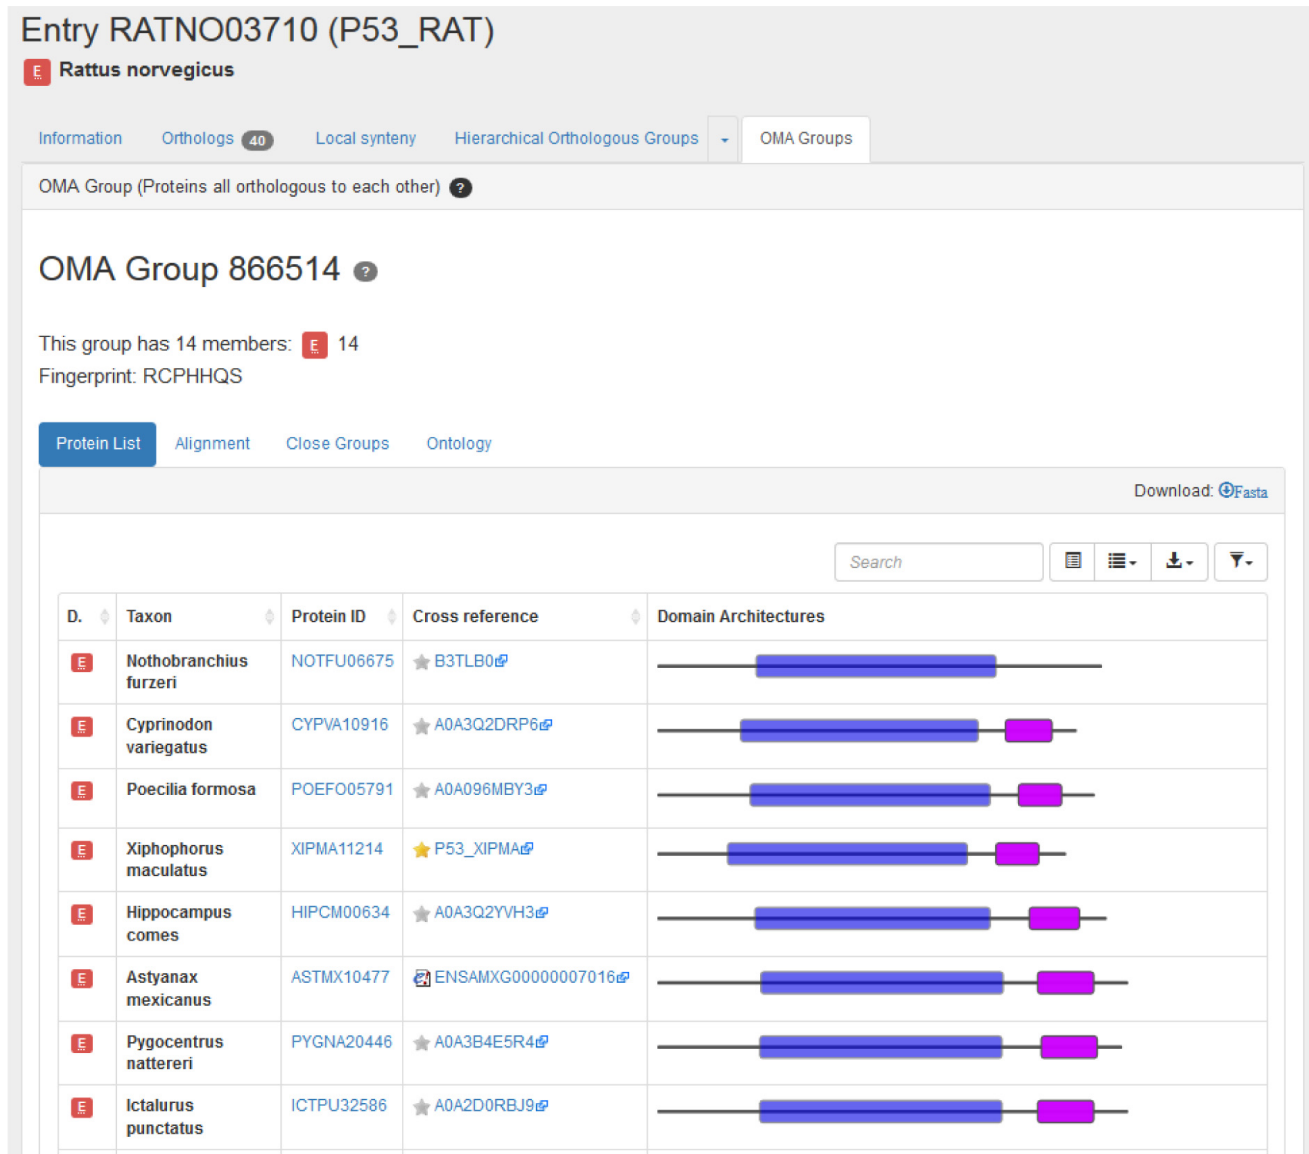 Entry RATNO03710 (P53_RAT)
E Rattus norvegicus
Information Orthologs 40 Local synteny Hierarchical Orthologous Groups OMA Groups
OMA Group (Proteins all orthologous to each other) ?
OMA Group 866514 ?
This group has 14 members: E 14
Fingerprint: RCPHHQS
Protein List Alignment Close Groups Ontology
Download: Fasta
Search
D. Taxon Protein ID Cross reference Domain Architectures
E Nothobranchius NOTFU06675 B3TLB0
furzeri
E Cyprinodon CYPVA10916 A0A3Q2DRP6
variegatus
E Poecilia formosa POEFO05791 A0A096MBY3
E Xiphophorus XIPMA11214 P53_XIPMA
maculatus
E Hippocampus HIPCM00634 A0A3Q2YVH3
comes
E Astyanax ASTMX10477 e! ENSAMXG00000007016
mexicanus
E Pygocentrus PYGNA20446 A0A3B4E5R4
nattereri
E Ictalurus ICTPU32586 A0A2D0RBJ9
punctatus